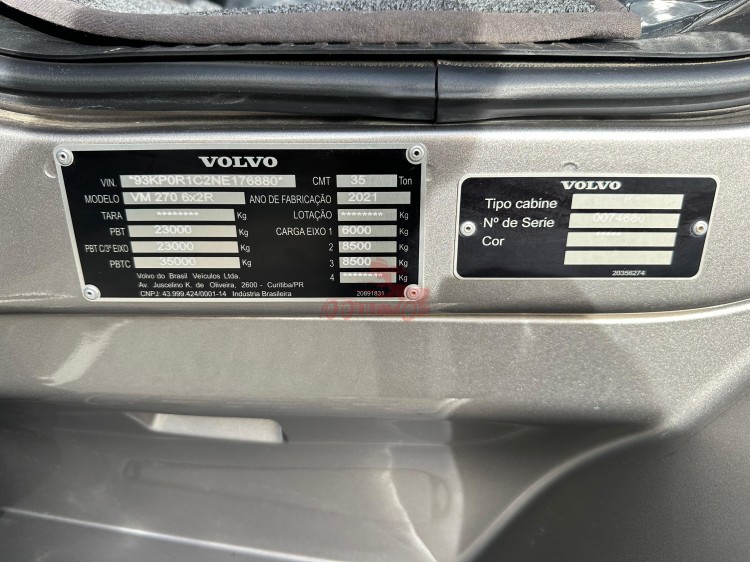 VOLVO
VIN. *93KP0R1C2NE176880* CMT 35 Ton
MODELO VM 270 6x2R ANO DE FABRICAÇÃO 2021
TARA ******** Kg LOTAÇÃO ******** Kg
PBT 23000 Kg CARGA EIXO 1 6000 Kg
PBT C/3º EIXO 23000 Kg 2 8500 Kg
PBTC 35000 Kg 3 8500 Kg
4 ******** Kg
Volvo do Brasil Veículos Ltda.
Av. Juscelino K. de Oliveira, 2600 - Curitiba/PR
CNPJ: 43.999.424/0001-14 Indústria Brasileira
20891831
VOLVO
Tipo cabine
Nº de Serie
Cor *****
20356274